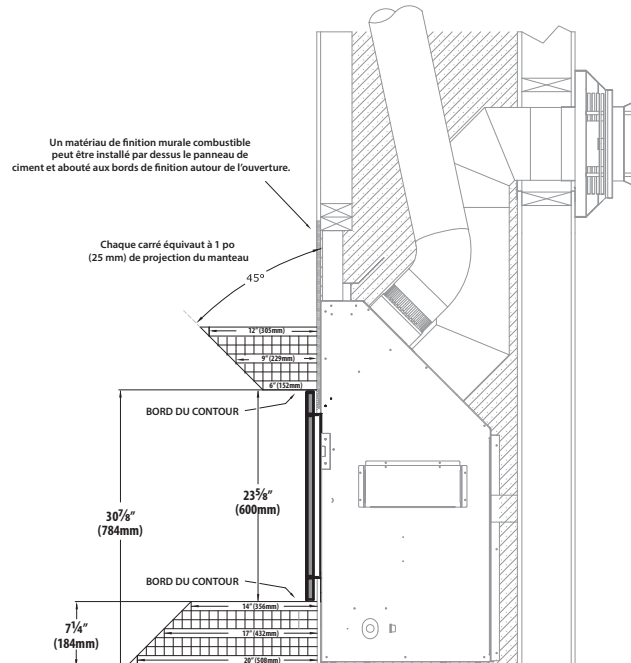 Un matériau de finition murale combustible
peut être installé par dessus le panneau de
ciment et abouté aux bords de finition autour de l'ouverture.
Chaque carré équivaut à 1 po
(25 mm) de projection du manteau
45°
12" (305mm)
9" (229mm)
6" (152mm)
BORD DU CONTOUR
30⅞"
(784mm)
23⅝"
(600mm)
BORD DU CONTOUR
7¼"
(184mm)
14" (356mm)
17" (432mm)
20" (508mm)